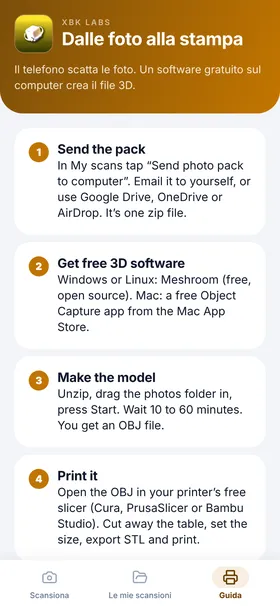 XBK LABS
Dalle foto alla stampa
Il telefono scatta le foto. Un software gratuito sul
computer crea il file 3D.
1
Send the pack
In My scans tap “Send photo pack
to computer”. Email it to yourself, or
use Google Drive, OneDrive or
AirDrop. It’s one zip file.
2
Get free 3D software
Windows or Linux: Meshroom (free,
open source). Mac: a free Object
Capture app from the Mac App
Store.
3
Make the model
Unzip, drag the photos folder in,
press Start. Wait 10 to 60 minutes.
You get an OBJ file.
4
Print it
Open the OBJ in your printer’s free
slicer (Cura, PrusaSlicer or Bambu
Studio). Cut away the table, set the
size, export STL and print.
Scansiona
Le mie scansioni
Guida